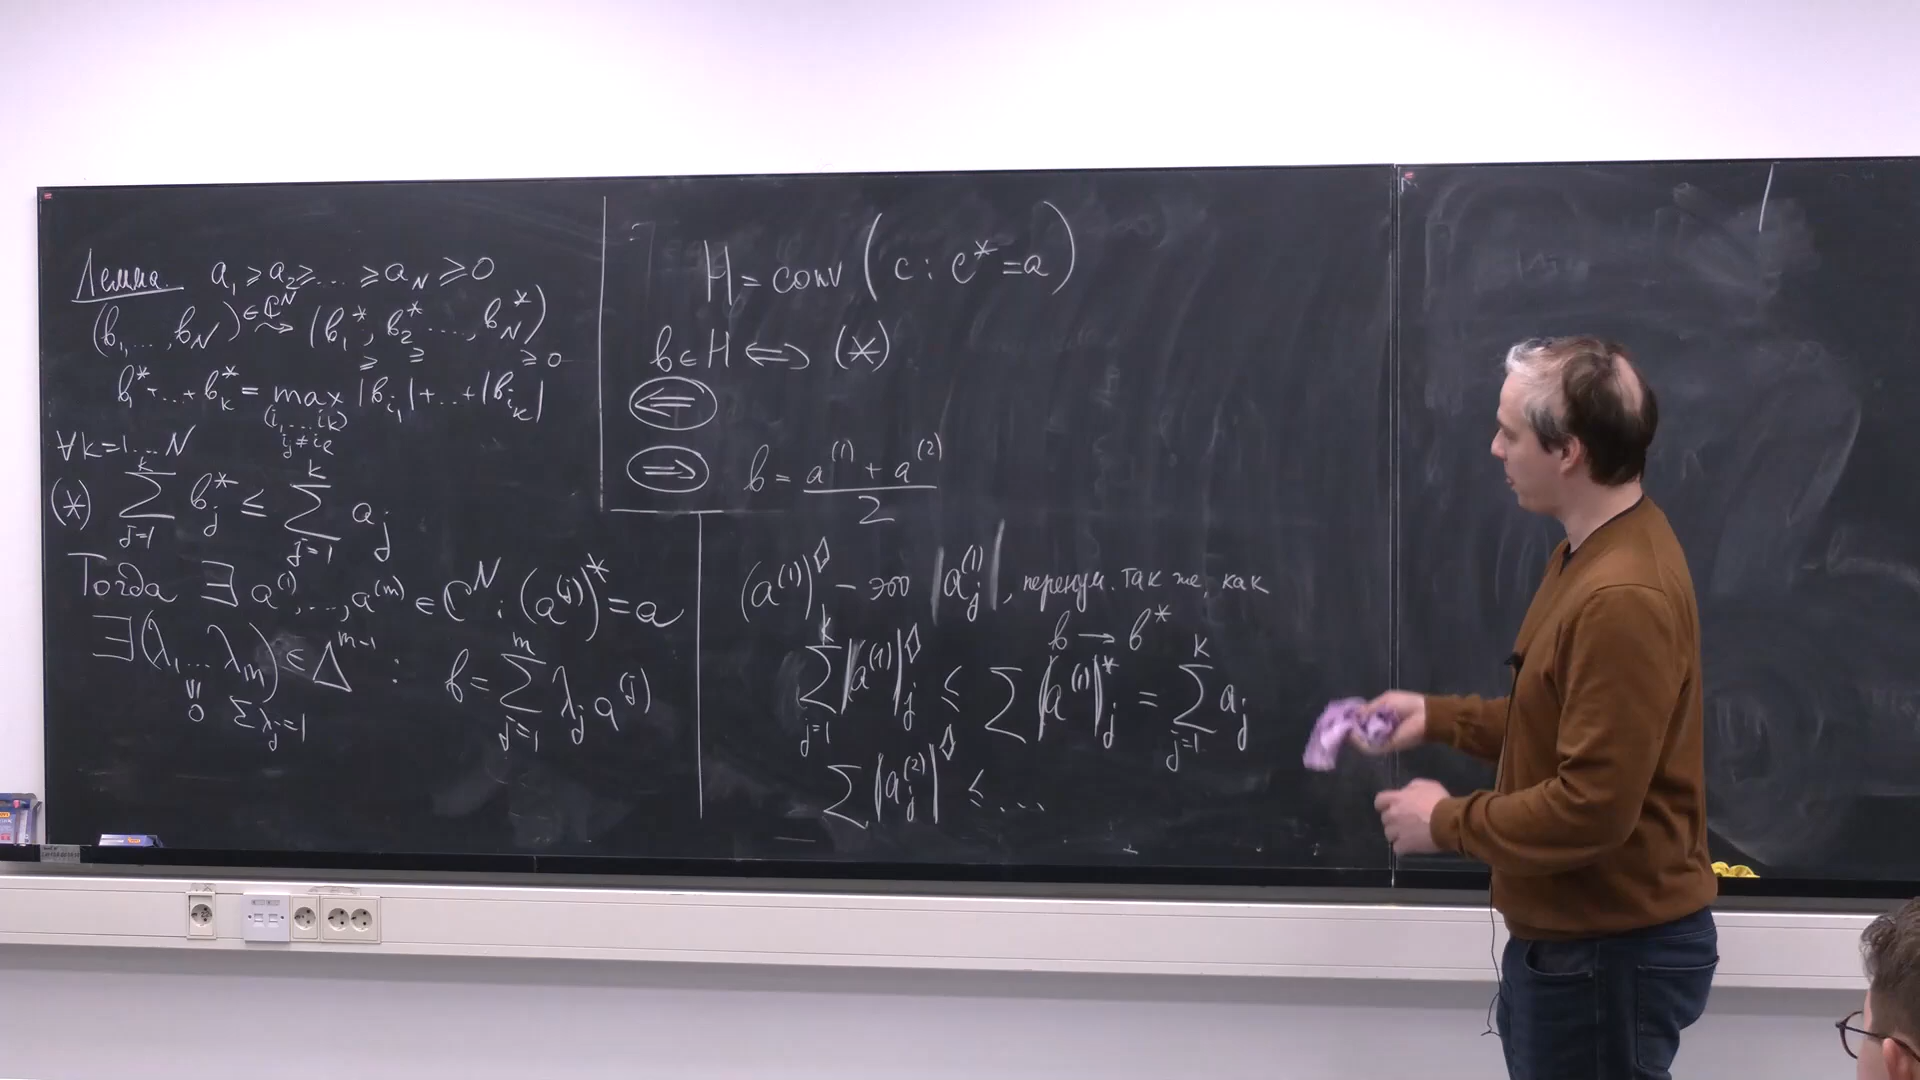 Лемма. a₁ ⩾ a₂ ⩾ ... ⩾ a_N ⩾ 0
(b₁, ..., b_N) ∈ ℂ^N ⇝ (b₁*, b₂* ..., b_N*)
⩾ ⩾ ⩾ 0
b₁* + ... + b_k* = max |b_{i₁}| + ... + |b_{i_k}|
(i₁ ... i_k)
i_j ≠ i_e
∀k = 1 ... N
(*) ∑_{j=1}^{k} b_j* ≤ ∑_{j=1}^{k} a_j
Тогда ∃ a^{(1)}, ..., a^{(m)} ∈ ℂ^N : (a^{(j)})* = a
∃(λ₁ ... λ_m) ∈ Δ^{m-1} : b = ∑_{j=1}^{m} λ_j a^{(j)}
VI 0 ∑λ_j = 1
H = conv (c : c* = a)
b ∈ H ⟺ (*)
⟸
⟹ b = (a^{(1)} + a^{(2)}) / 2
(a^{(1)})^◊ – это |a_j^{(1)}|, перенум. так же, как
b → b*
∑_{j=1}^{k} |a^{(1)}|_j^◊ ≤ ∑ |a^{(1)}|_j^* = ∑_{j=1}^{k} a_j
∑ |a_j^{(2)}|^◊ ≤ ...